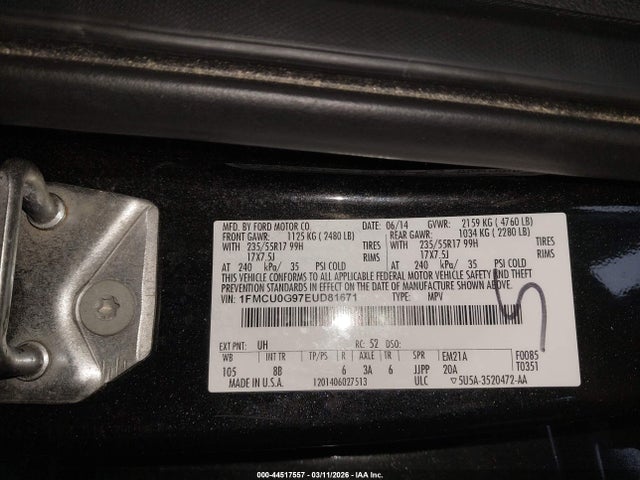 MFD. BY FORD MOTOR CO. DATE: 06/14 GVWR: 2159 KG ( 4760 LB)
FRONT GAWR: 1125 KG ( 2480 LB) REAR GAWR: 1034 KG ( 2280 LB)
WITH 235/55R17 99H TIRES WITH 235/55R17 99H TIRES
17X7.5J RIMS 17X7.5J RIMS
AT 240 kPa/ 35 PSI COLD AT 240 kPa/ 35 PSI COLD
THIS VEHICLE CONFORMS TO ALL APPLICABLE FEDERAL MOTOR VEHICLE SAFETY AND THEFT
PREVENTION STANDARDS IN EFFECT ON THE DATE OF MANUFACTURE SHOWN ABOVE.
VIN: 1FMCU0G97EUD81671 TYPE: MPV
EXT PNT: UH RC: 52 DSO:
WB INT TR TP/PS R AXLE TR SPR EM21A F0085
105 8B 6 3A 6 JJPP 20A T0351
MADE IN U.S.A. 1201406027513 ULC ▽5U5A-3520472-AA
000-44517557 - 03/11/2026 - IAA Inc.